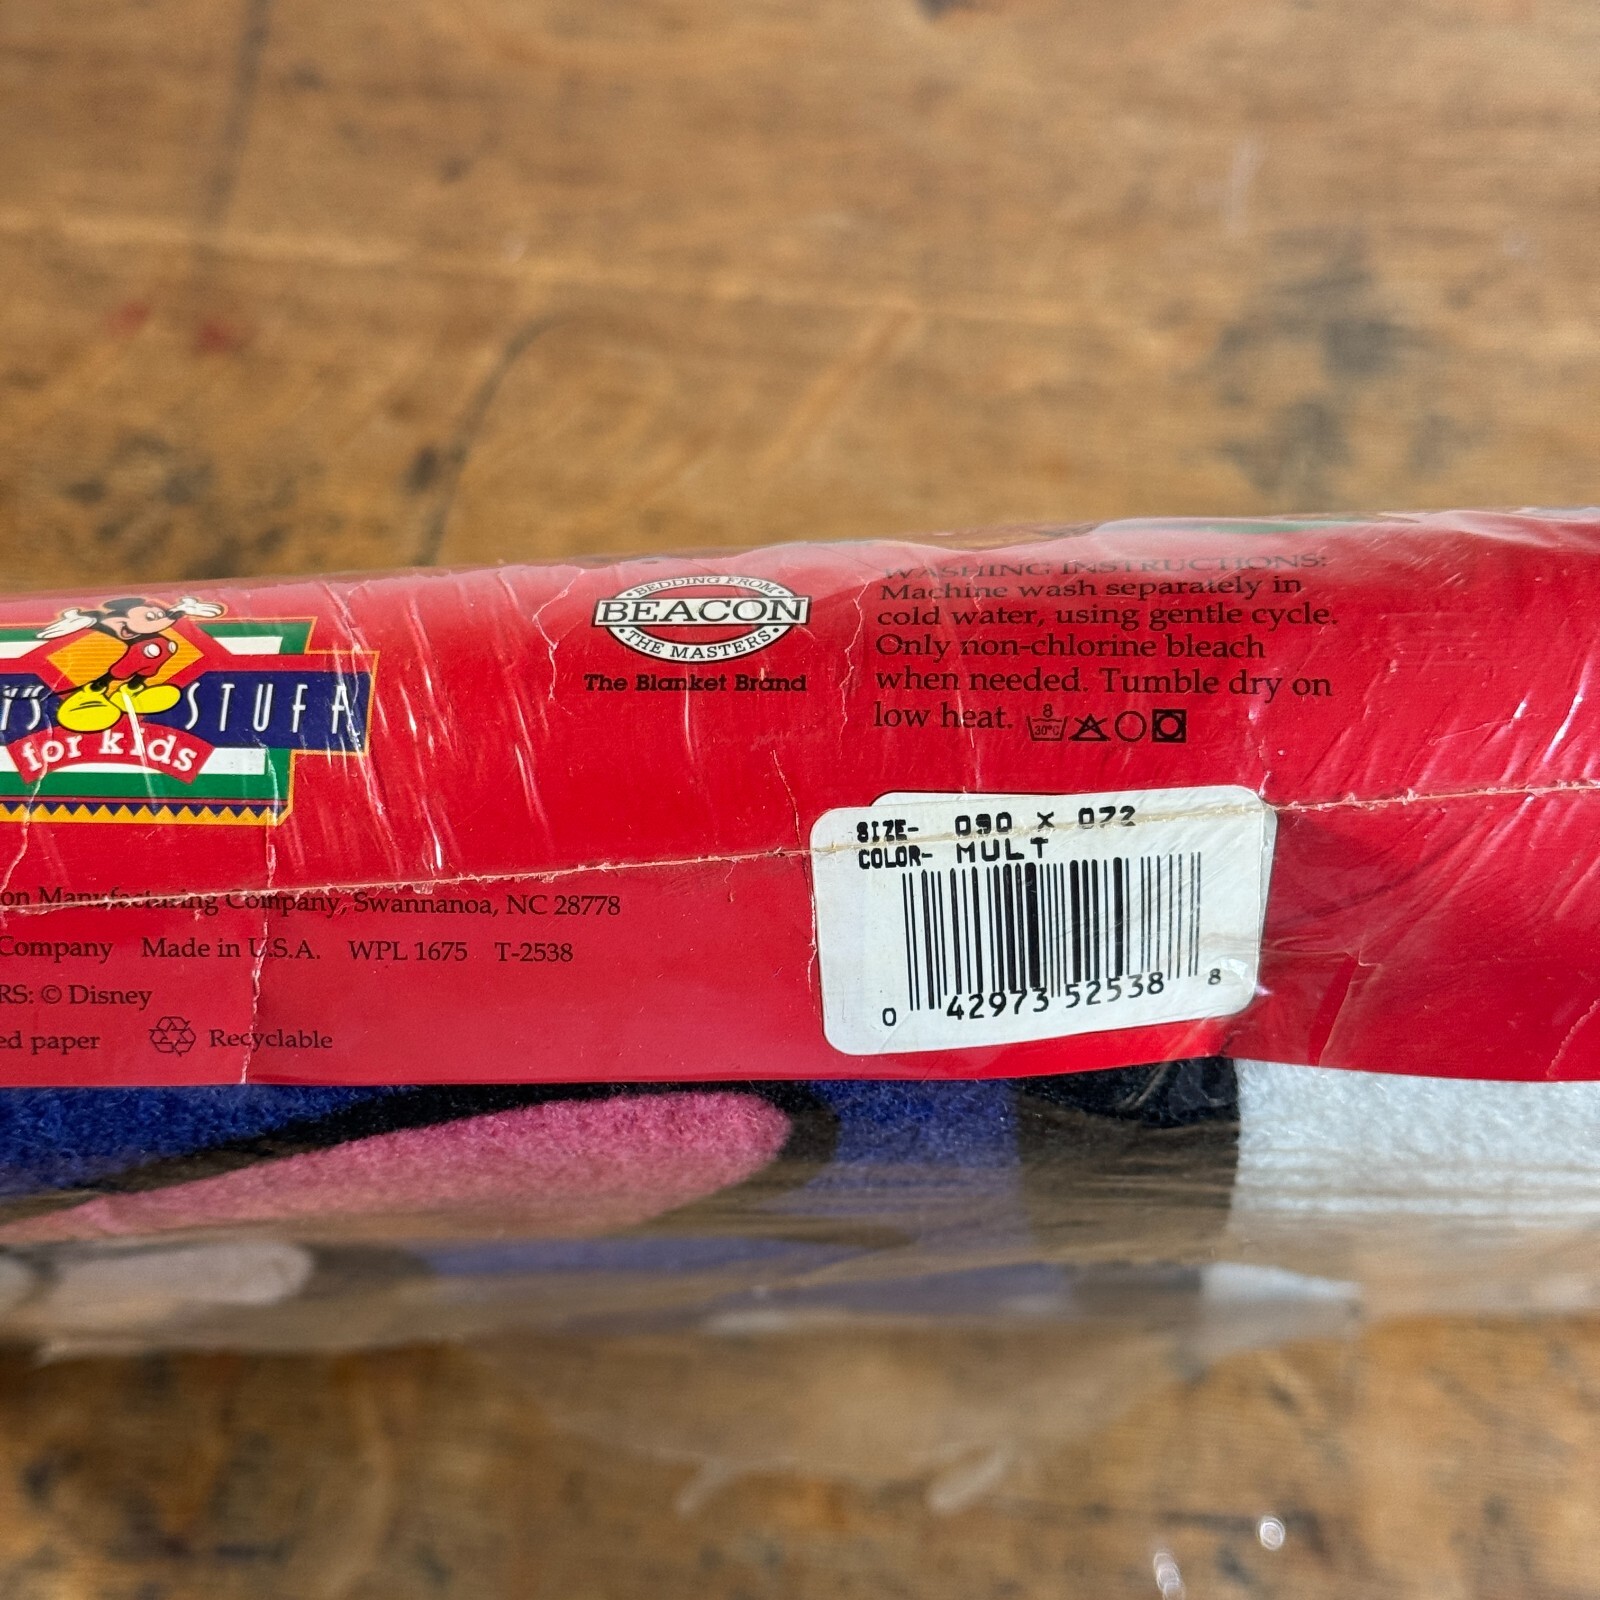 BEDDING FROM
BEACON
THE MASTERS
The Blanket Brand
WASHING INSTRUCTIONS:
Machine wash separately in
cold water, using gentle cycle.
Only non-chlorine bleach
when needed. Tumble dry on
low heat.
8
30°C
STUFF
for kids
SIZE- 090 X 072
COLOR- MULT
0 42973 52538 8
Manufacturing Company, Swannanoa, NC 28778
Company Made in U.S.A. WPL 1675 T-2538
RS: © Disney
ed paper Recyclable